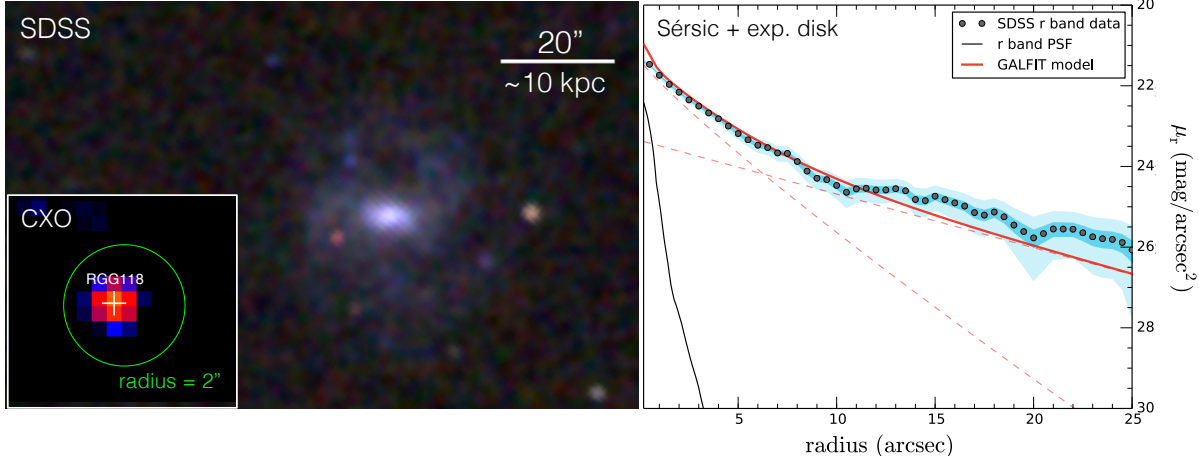 SDSS
20”
~10 kpc
CXO
RGG118
radius = 2”
Sérsic + exp. disk
SDSS r band data
r band PSF
GALFIT model
20
22
24
26
28
30
μr (mag/arcsec²)
5
10
15
20
25
radius (arcsec)